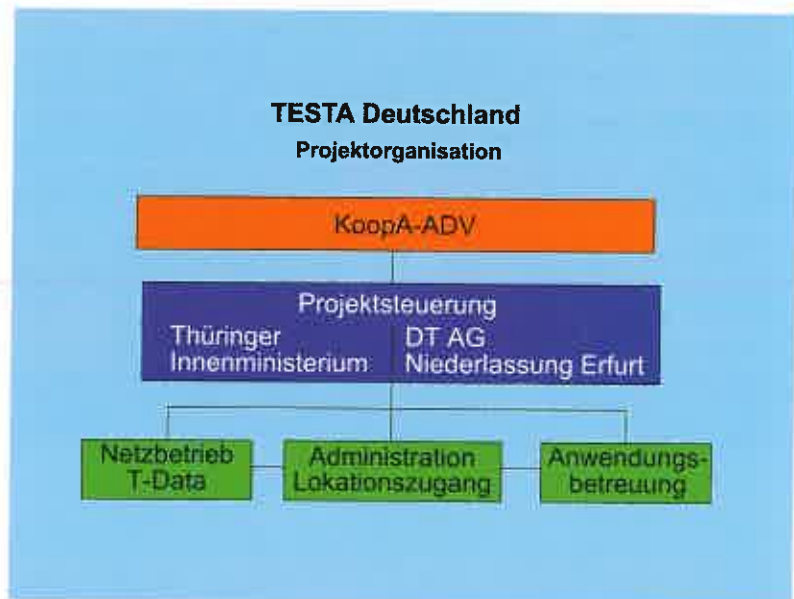 TESTA Deutschland
Projektorganisation
KoopA-ADV
Projektsteuerung
Thüringer
Innenministerium
DT AG
Niederlassung Erfurt
Netzbetrieb
T-Data
Administration
Lokationszugang
Anwendungs-
betreuung